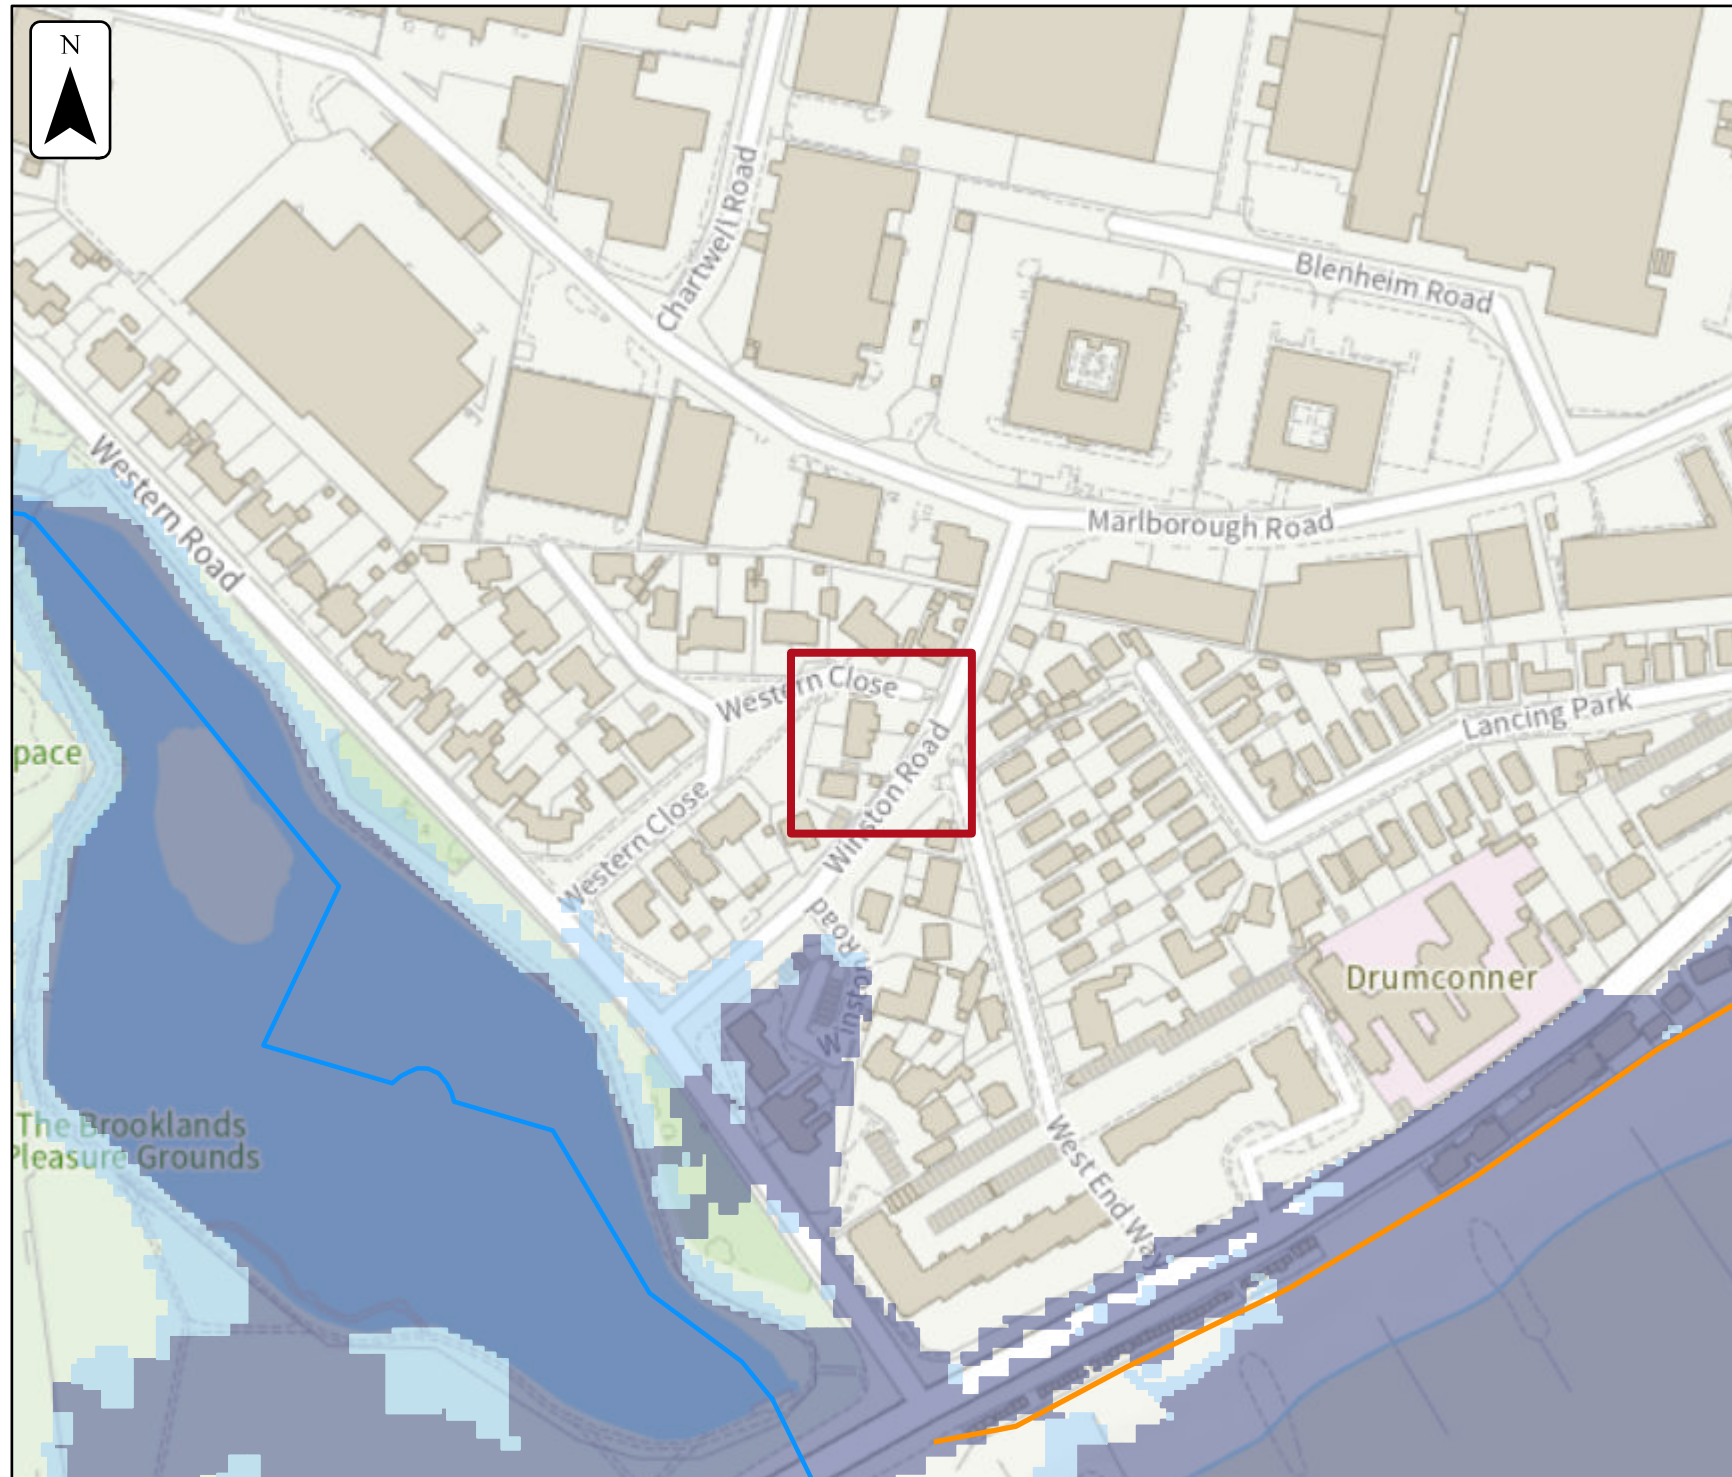 N
Chartwell Road
Blenheim Road
Western Road
Marlborough Road
Western Close
Lancing Park
pace
Winston Road
Western Close
Winston Road
Drumconner
The Brooklands
Pleasure Grounds
West End Way